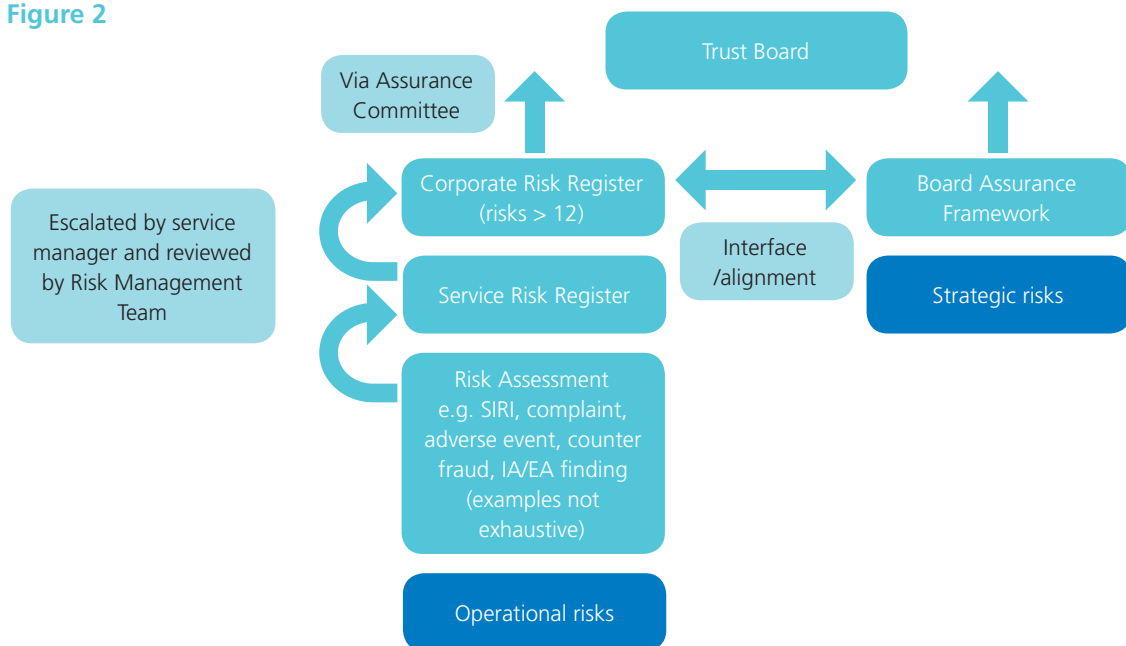 Figure 2
Trust Board
Via Assurance
Committee
Corporate Risk Register
(risks > 12)
Board Assurance
Framework
Escalated by service
manager and reviewed
by Risk Management
Team
Interface
/alignment
Service Risk Register
Strategic risks
Risk Assessment
e.g. SIRI, complaint,
adverse event, counter
fraud, IA/EA finding
(examples not
exhaustive)
Operational risks